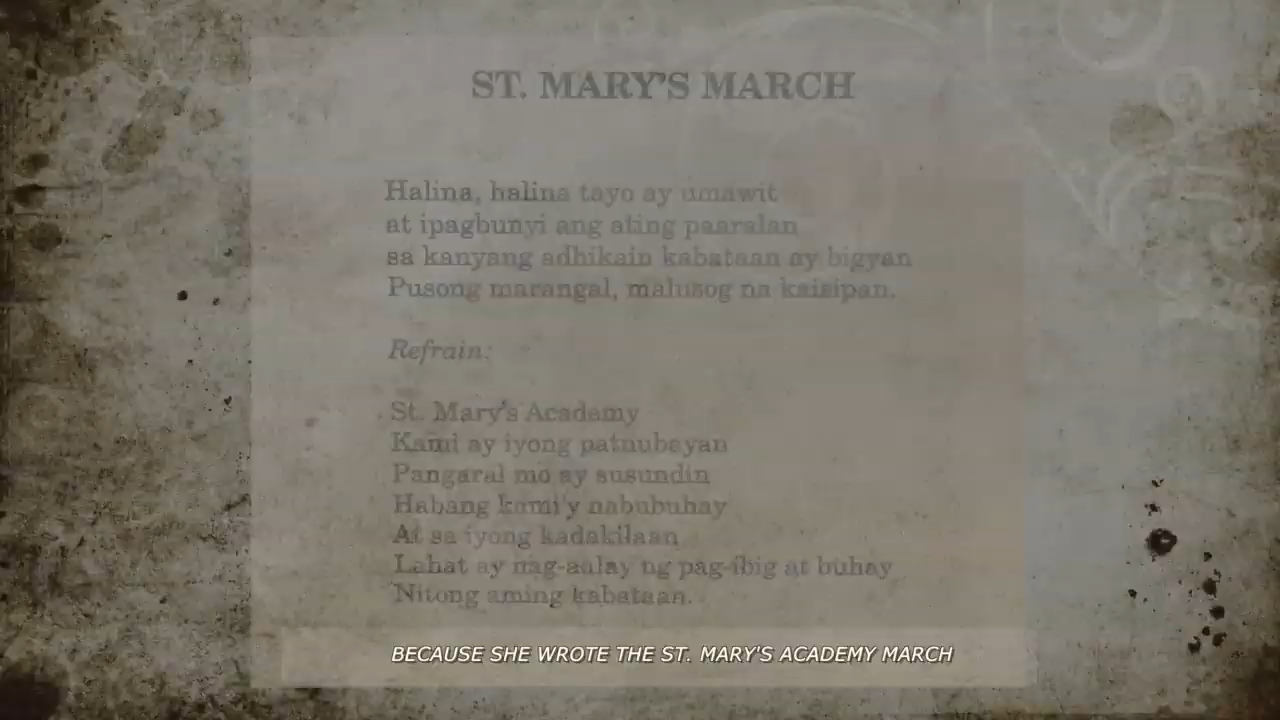 ST. MARY'S MARCH
Halina, halina tayo ay umawit
at ipagbunyi ang ating paaralan
sa kanyang adhikain kabataan ay bigyan
Pusong marangal, malusog na kaisipan.
Refrain:
St. Mary's Academy
Kami ay iyong patnubayan
Pangaral mo ay susundin
Habang kami'y nabubuhay
At sa iyong kadakilaan
Lahat ay nag-aalay ng pag-ibig at buhay
Nitong aming kabataan.
BECAUSE SHE WROTE THE ST. MARY'S ACADEMY MARCH